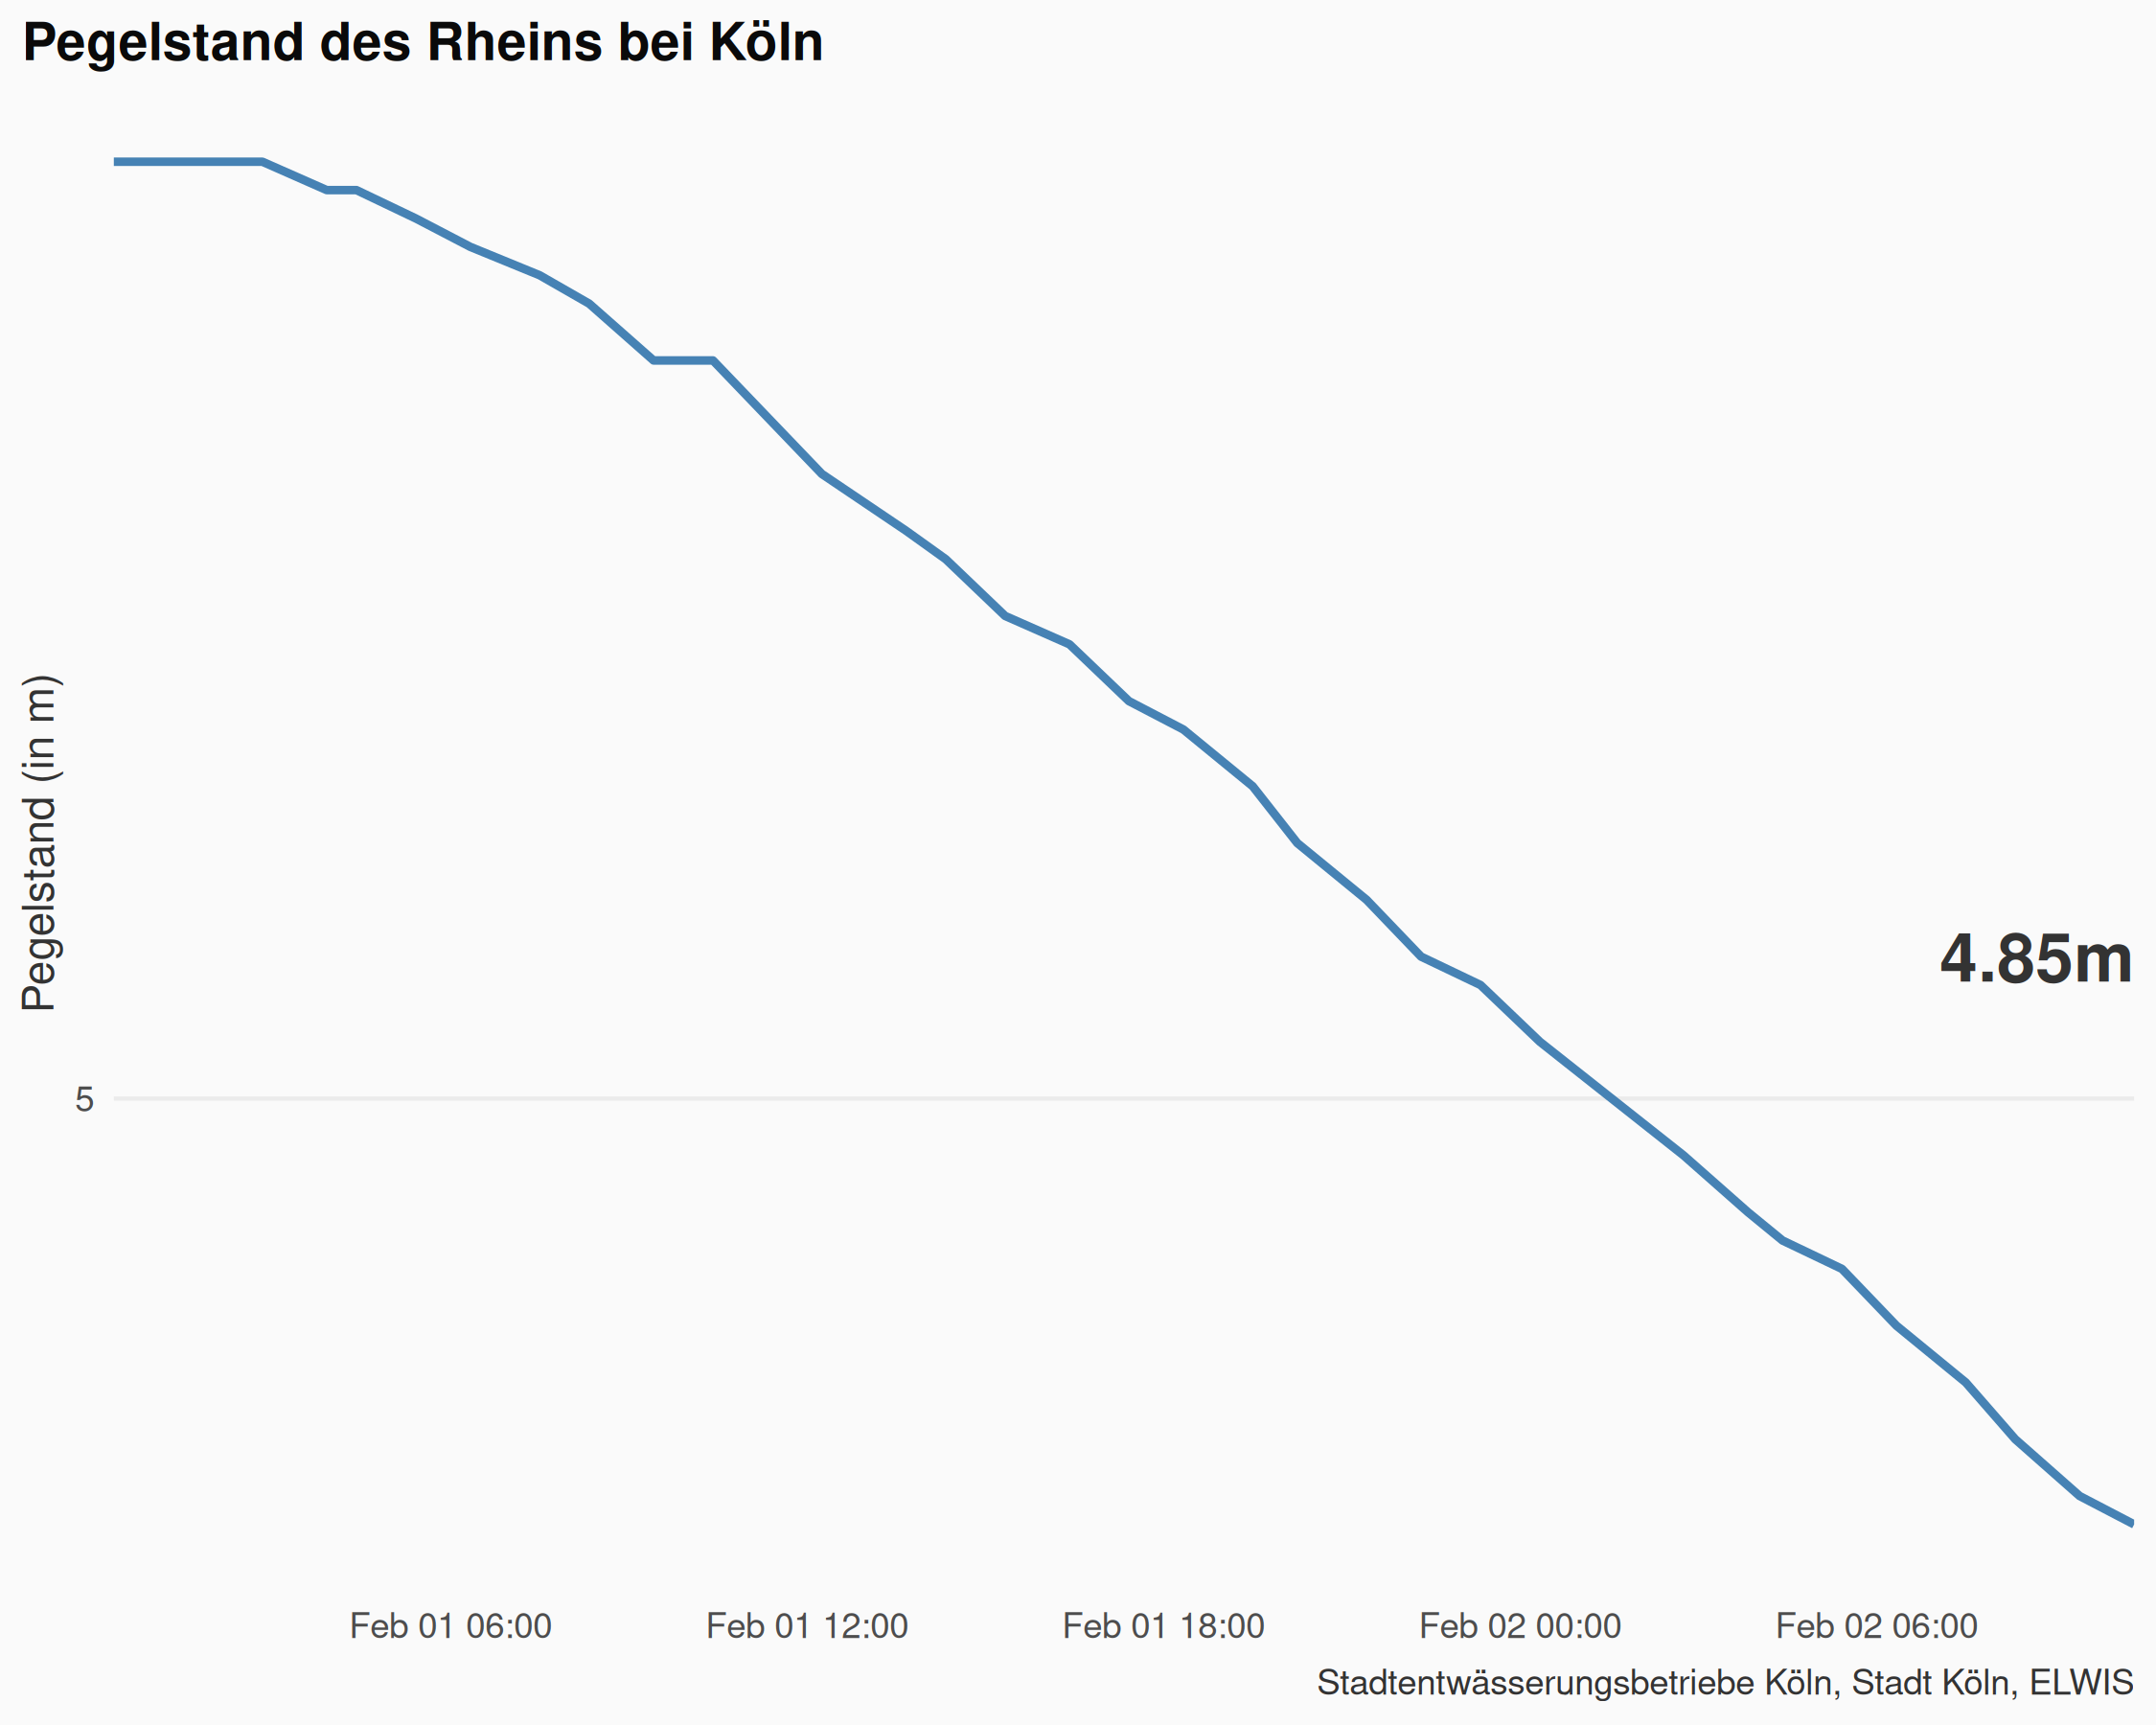 Pegelstand des Rheins bei Köln
Pegelstand (in m)
4.85m
5
Feb 01 06:00
Feb 01 12:00
Feb 01 18:00
Feb 02 00:00
Feb 02 06:00
Stadtentwässerungsbetriebe Köln, Stadt Köln, ELWIS